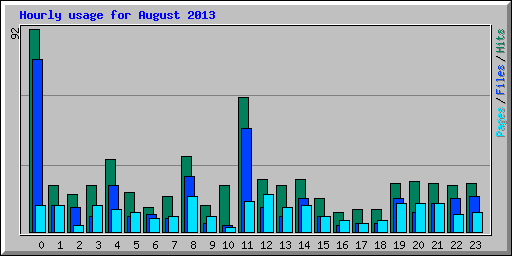 Hourly usage for August 2013
92
Pages/Files/Hits
0 1 2 3 4 5 6 7 8 9 10 11 12 13 14 15 16 17 18 19 20 21 22 23